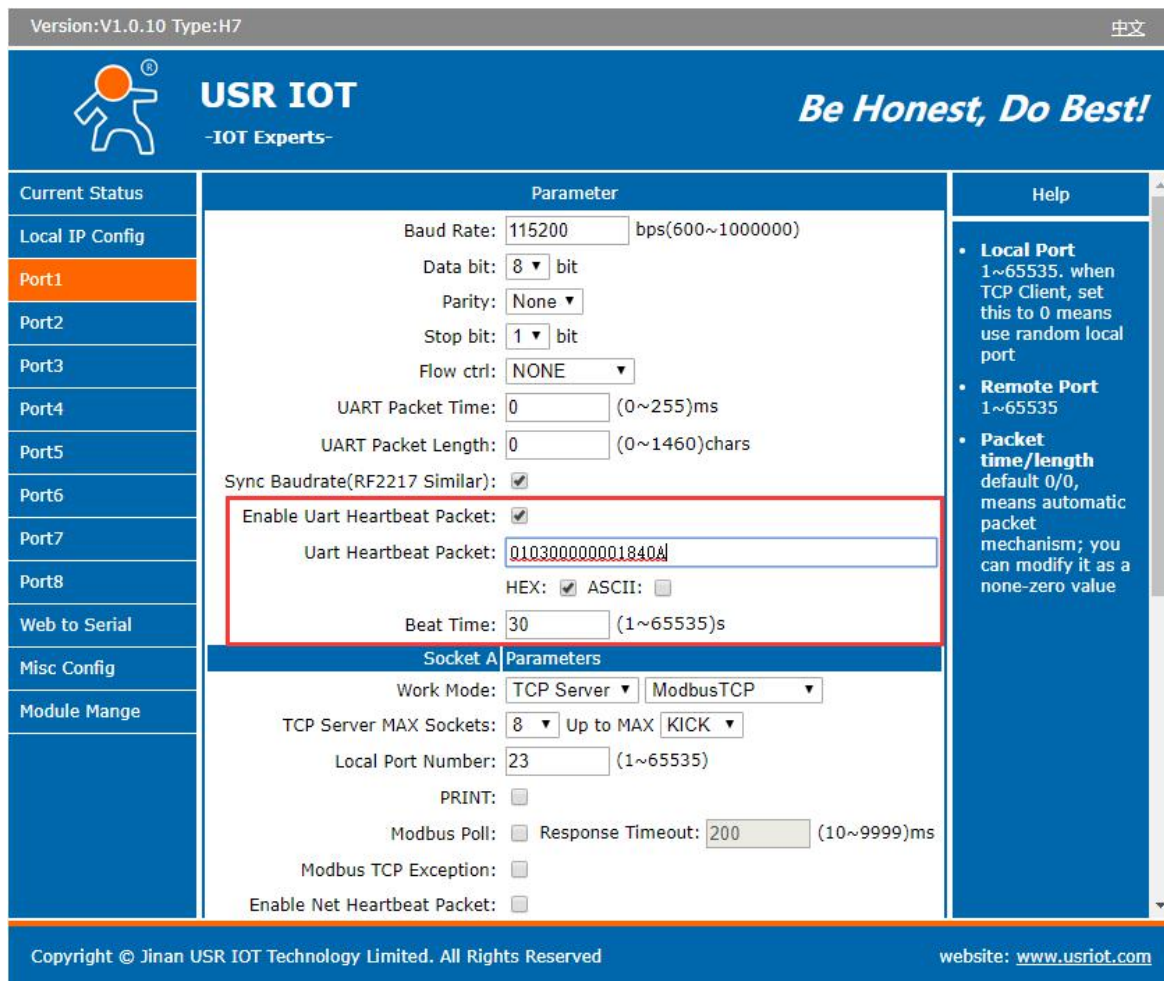 Version:V1.0.10 Type:H7 中文
®
USR IOT
-IOT Experts-
Be Honest, Do Best!
Current Status
Local IP Config
Port1
Port2
Port3
Port4
Port5
Port6
Port7
Port8
Web to Serial
Misc Config
Module Mange
Parameter
Baud Rate: 115200 bps(600~1000000)
Data bit: 8 bit
Parity: None
Stop bit: 1 bit
Flow ctrl: NONE
UART Packet Time: 0 (0~255)ms
UART Packet Length: 0 (0~1460)chars
Sync Baudrate(RF2217 Similar):
Enable Uart Heartbeat Packet:
Uart Heartbeat Packet: 010300000001840A
HEX: ASCII:
Beat Time: 30 (1~65535)s
Socket A Parameters
Work Mode: TCP Server ModbusTCP
TCP Server MAX Sockets: 8 Up to MAX KICK
Local Port Number: 23 (1~65535)
PRINT:
Modbus Poll: Response Timeout: 200 (10~9999)ms
Modbus TCP Exception:
Enable Net Heartbeat Packet:
Help
• Local Port
1~65535. when
TCP Client, set
this to 0 means
use random local
port
• Remote Port
1~65535
• Packet
time/length
default 0/0,
means automatic
packet
mechanism; you
can modify it as a
none-zero value
Copyright © Jinan USR IOT Technology Limited. All Rights Reserved website: www.usriot.com